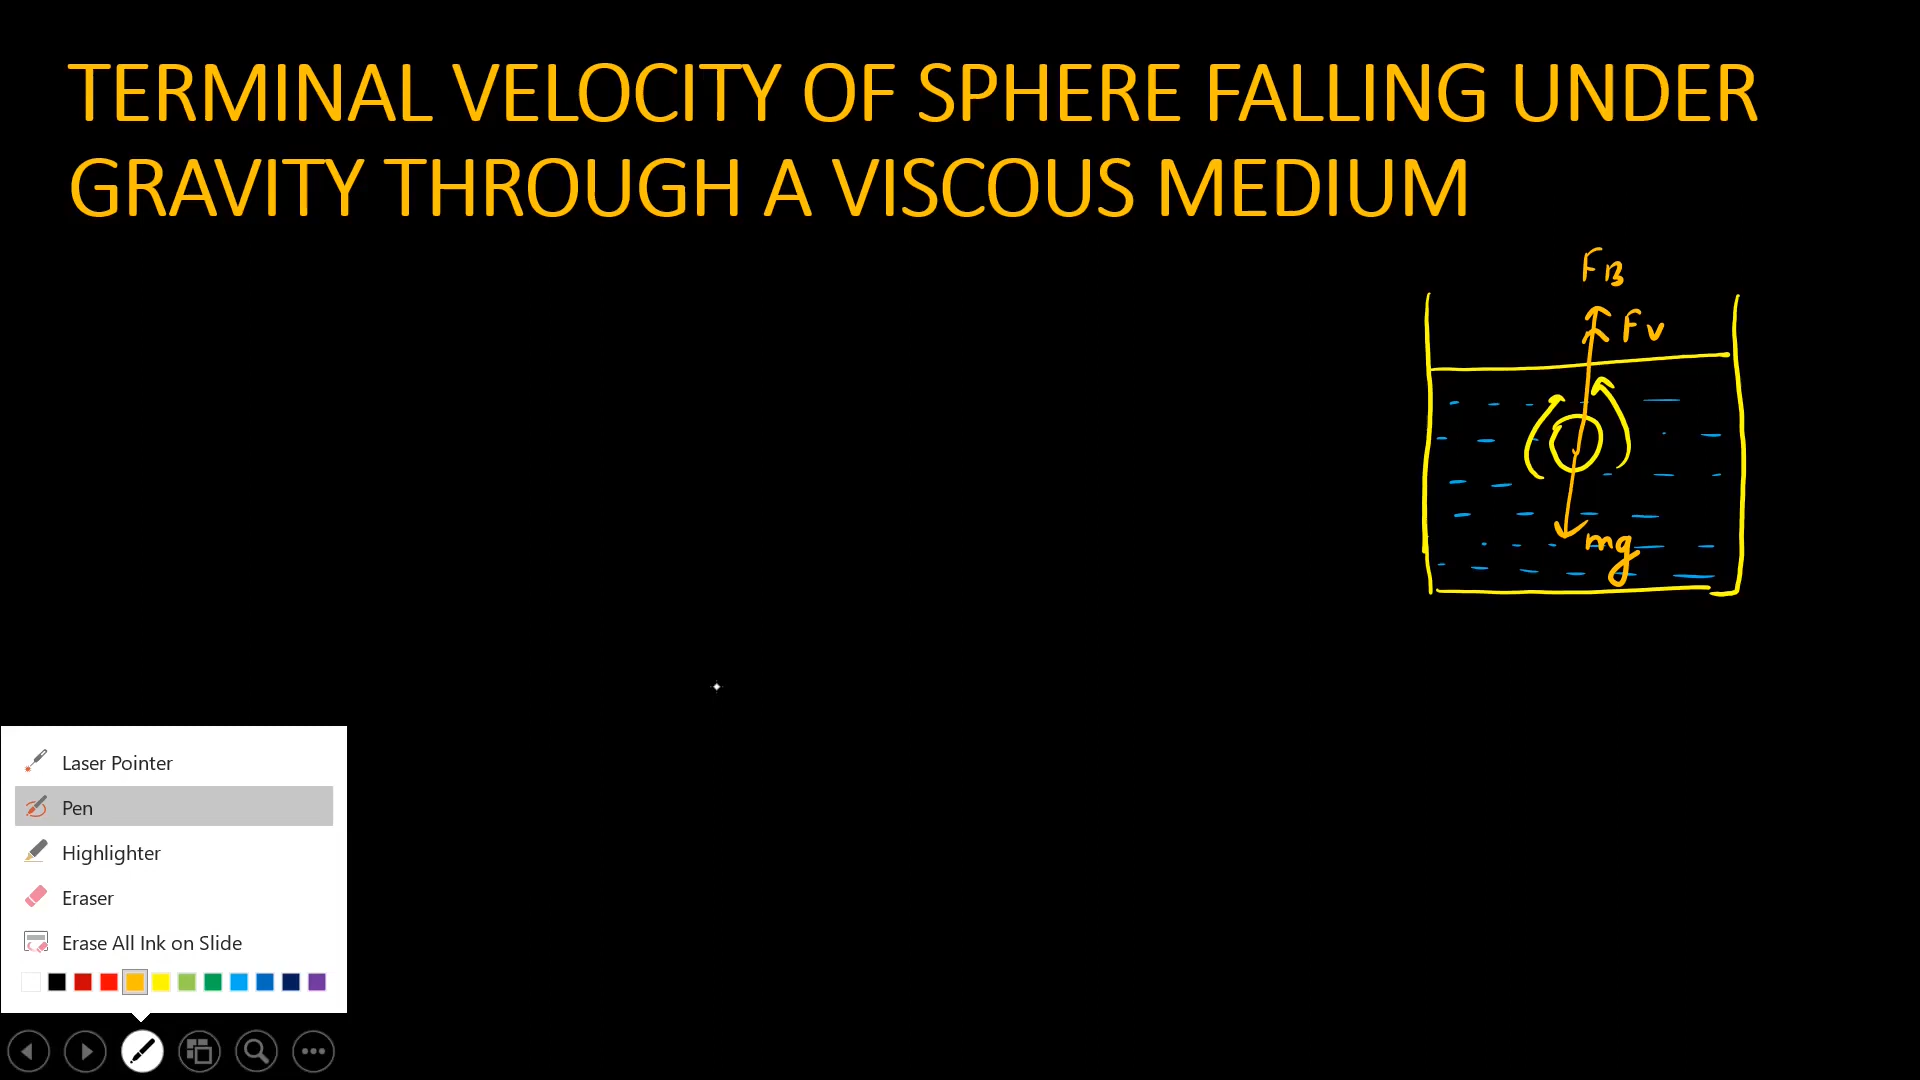 TERMINAL VELOCITY OF SPHERE FALLING UNDER
GRAVITY THROUGH A VISCOUS MEDIUM
FB
Fv
mg
Laser Pointer
Pen
Highlighter
Eraser
Erase All Ink on Slide